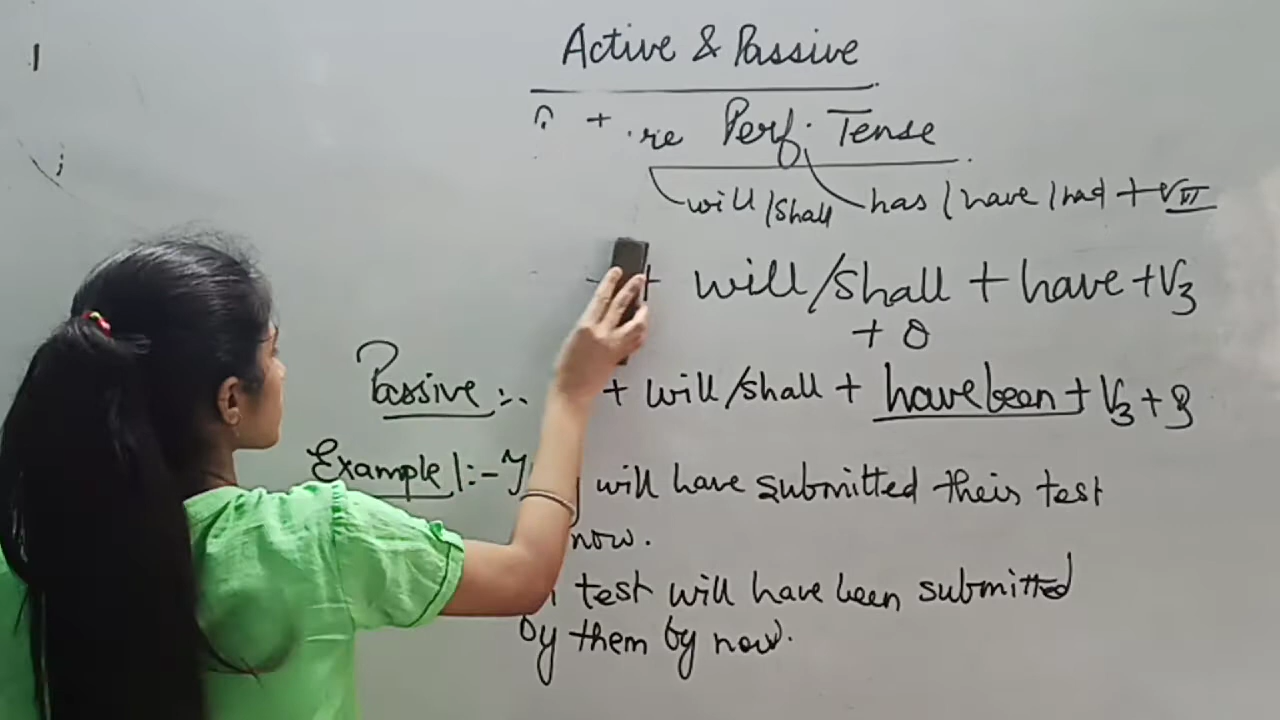 Active & Passive
Perf. Tense
will/shall has/have/had + VIII
+ will/shall + have + V3
+ O
Passive :- + will/shall + have been + V3 + 
Example 1:- will have submitted their test
now.
test will have been submitted
by them by now.